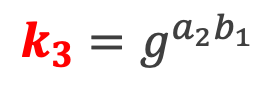 k₃ = g^{a₂b₁}